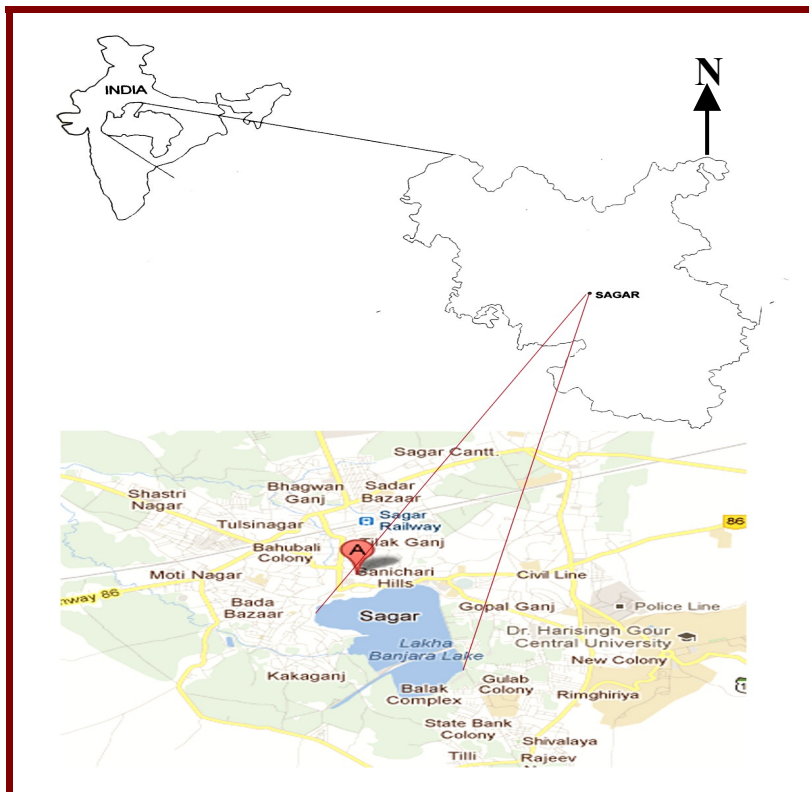 N
INDIA
SAGAR
Sagar Cantt.
Bhagwan
Ganj
Sadar
Bazaar
Shastri
Nagar
Sagar
Railway
Tulsinagar
86
Tilak Ganj
Bahubali
Colony
A
Sanichari
Hills
Moti Nagar
Civil Line
nway 86
Bada
Bazaar
Sagar
Gopal Ganj
Police Line
Dr. Harisingh Gour
Central University
Lakha
Banjara Lake
New Colony
Kakaganj
Gulab
Colony
Balak
Complex
Rimghiriya
1
State Bank
Colony
Shivalaya
Tilli
Rajeev